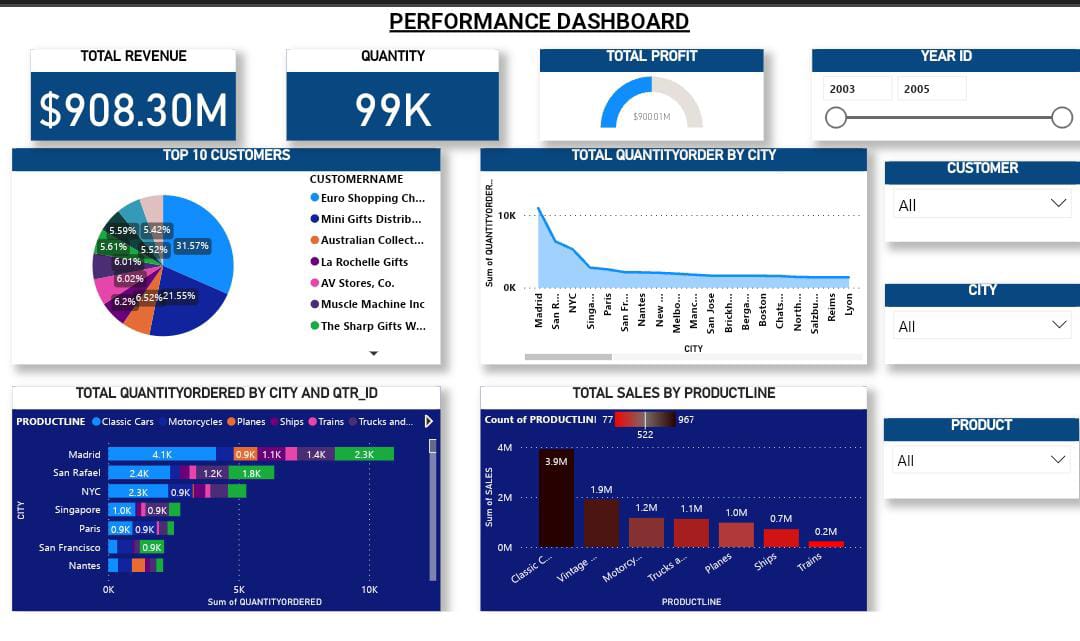 PERFORMANCE DASHBOARD
TOTAL REVENUE
$908.30M
QUANTITY
99K
TOTAL PROFIT
$900.01M
YEAR ID
2003 2005
TOP 10 CUSTOMERS
CUSTOMERNAME
Euro Shopping Ch...
Mini Gifts Distrib...
Australian Collect...
La Rochelle Gifts
AV Stores, Co.
Muscle Machine Inc
The Sharp Gifts W...
31.57%
21.55%
6.52%
6.2%
6.02%
6.01%
5.61%
5.59%
5.52%
5.42%
TOTAL QUANTITYORDER BY CITY
Sum of QUANTITYORDER...
10K
0K
Madrid
San R...
NYC
Singa...
Paris
San Fr...
Nantes
New ...
Melbo...
Manc...
San Jose
Brickh...
Berga...
Boston
Chats...
North...
Salzbu...
Reims
Lyon
CITY
CUSTOMER
All
CITY
All
PRODUCT
All
TOTAL QUANTITYORDERED BY CITY AND QTR_ID
PRODUCTLINE Classic Cars Motorcycles Planes Ships Trains Trucks and...
CITY
Madrid 4.1K 0.9K 1.1K 1.4K 2.3K
San Rafael 2.4K 1.2K 1.8K
NYC 2.3K 0.9K
Singapore 1.0K 0.9K
Paris 0.9K 0.9K
San Francisco 0.9K
Nantes
0K 5K 10K
Sum of QUANTITYORDERED
TOTAL SALES BY PRODUCTLINE
Count of PRODUCTLINI 77 967
522
Sum of SALES
4M
2M
0M
3.9M
1.9M
1.2M
1.1M
1.0M
0.7M
0.2M
Classic C...
Vintage ...
Motorcy...
Trucks a...
Planes
Ships
Trains
PRODUCTLINE